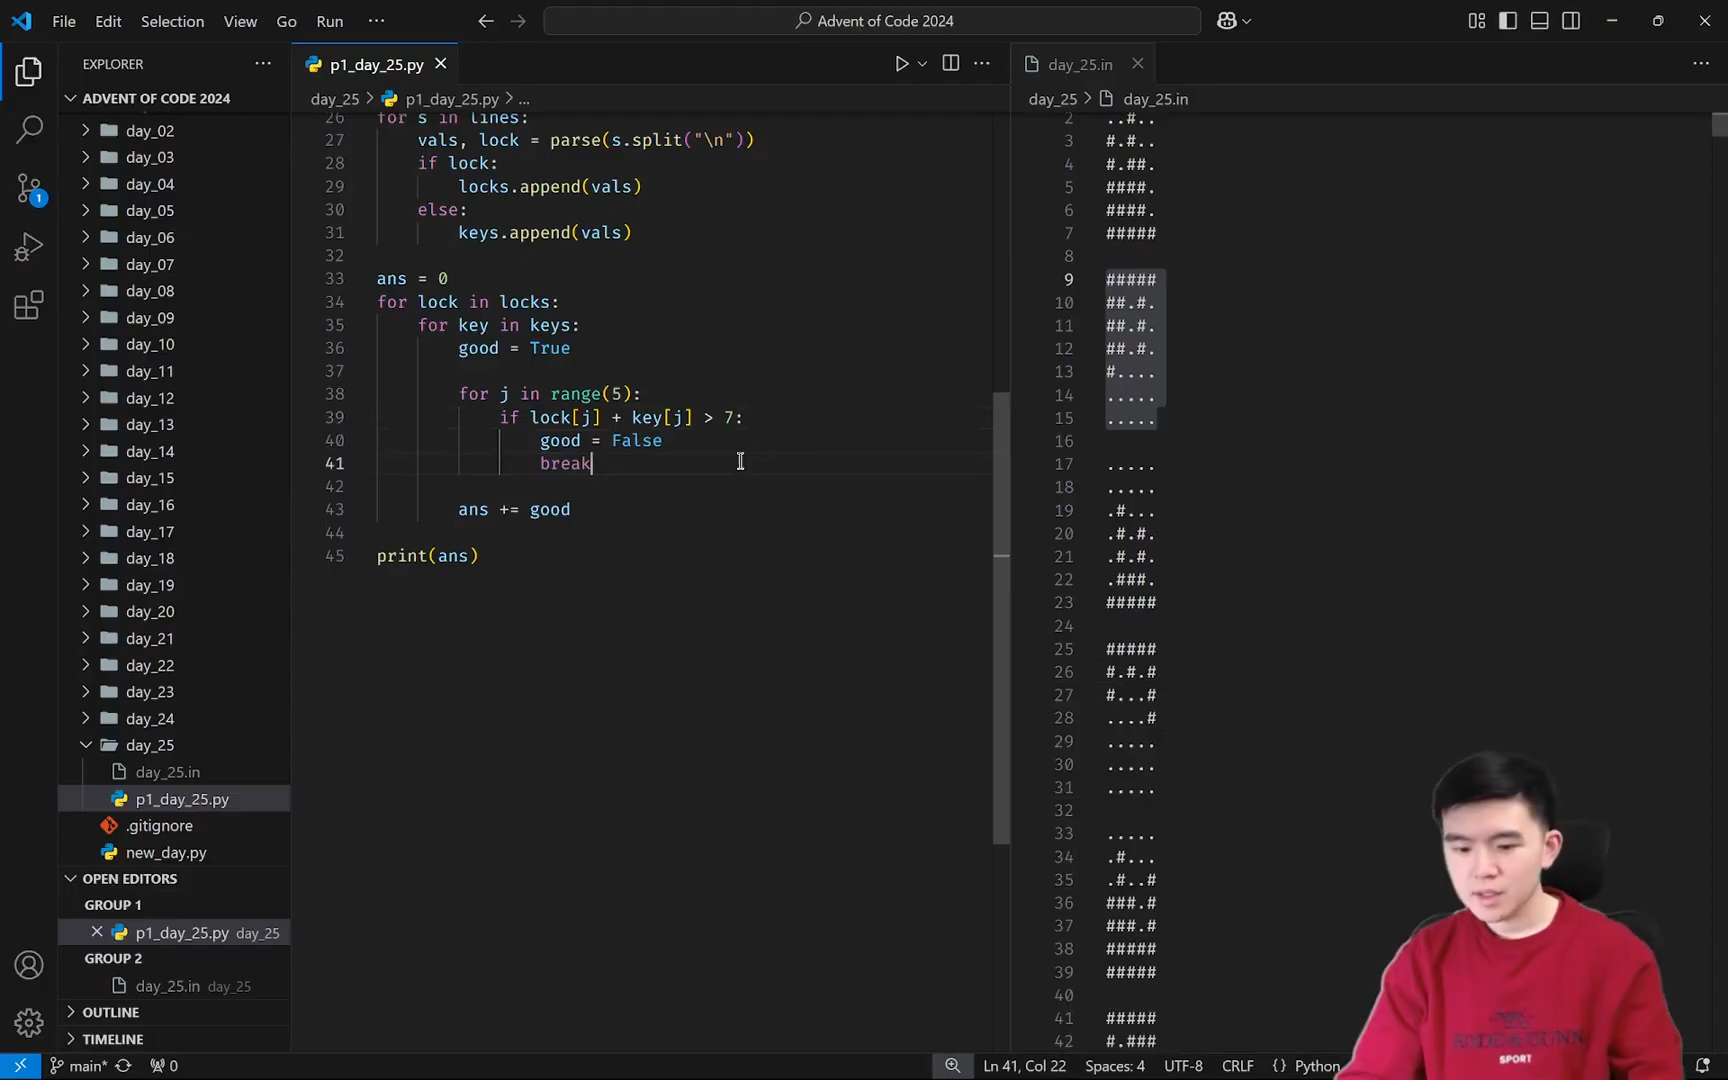 File Edit Selection View Go Run ··· Advent of Code 2024
EXPLORER ···
ADVENT OF CODE 2024
day_02
day_03
day_04
day_05
day_06
day_07
day_08
day_09
day_10
day_11
day_12
day_13
day_14
day_15
day_16
day_17
day_18
day_19
day_20
day_21
day_22
day_23
day_24
day_25
day_25.in
p1_day_25.py
.gitignore
new_day.py
OPEN EDITORS
GROUP 1
p1_day_25.py day_25
GROUP 2
day_25.in day_25
OUTLINE
TIMELINE
1
p1_day_25.py
day_25 > p1_day_25.py > ...
26 for s in lines:
27 vals, lock = parse(s.split("\n"))
28 if lock:
29 locks.append(vals)
30 else:
31 keys.append(vals)
32
33 ans = 0
34 for lock in locks:
35 for key in keys:
36 good = True
37
38 for j in range(5):
39 if lock[j] + key[j] > 7:
40 good = False
41 break
42
43 ans += good
44
45 print(ans)
day_25.in
day_25 > day_25.in
2 ..#..
3 #.#..
4 #.##.
5 ####.
6 ####.
7 #####
8
9 #####
10 ##.#.
11 ##.#.
12 ##.#.
13 #....
14 .....
15 .....
16
17 .....
18 .....
19 .#...
20 .#.#.
21 .#.#.
22 .###.
23 #####
24
25 #####
26 #.#.#
27 #...#
28 ....#
29 .....
30 .....
31 .....
32
33 .....
34 .#...
35 .#..#
36 ###.#
37 ###.#
38 #####
39 #####
40
41 #####
42 #.###
SPORT
main* 0 Ln 41, Col 22 Spaces: 4 UTF-8 CRLF {} Python